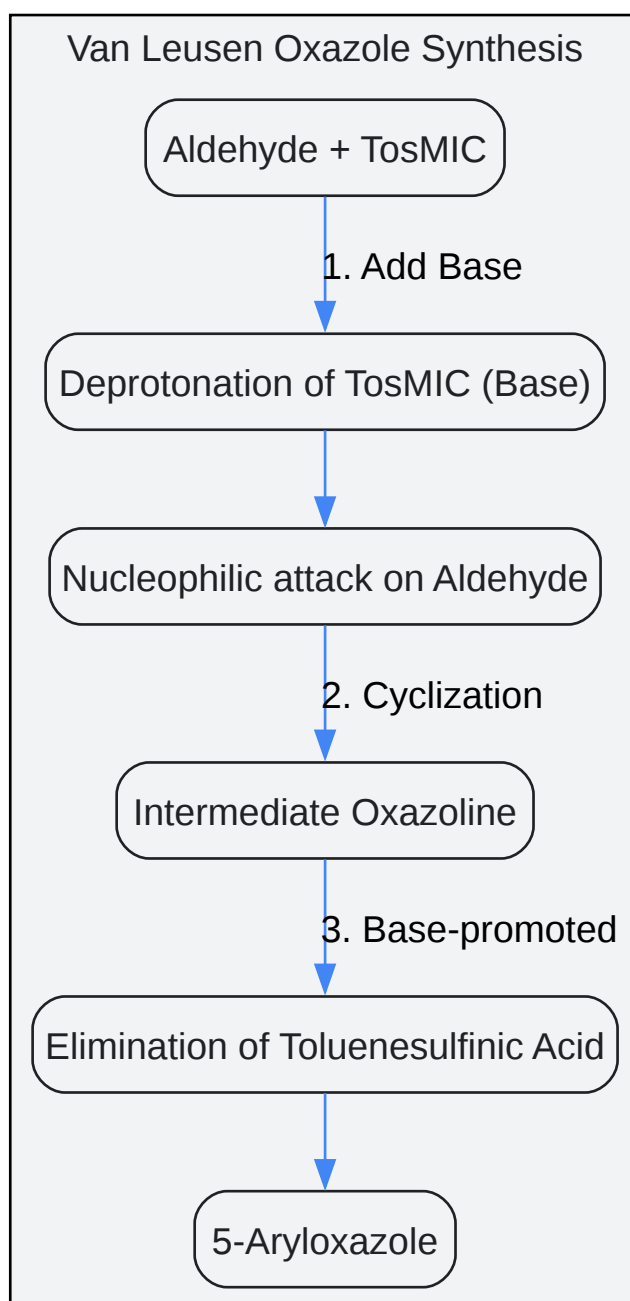 Van Leusen Oxazole Synthesis
Aldehyde + TosMIC
1. Add Base
Deprotonation of TosMIC (Base)
Nucleophilic attack on Aldehyde
2. Cyclization
Intermediate Oxazoline
3. Base-promoted
Elimination of Toluenesulfinic Acid
5-Aryloxazole